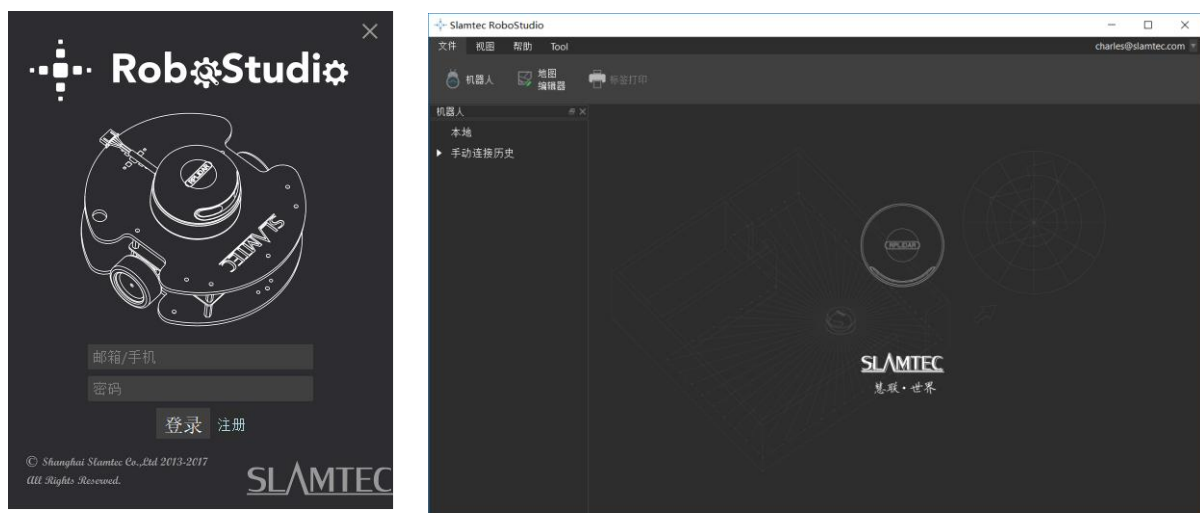 RoboStudio
RPLIDAR
SLAMTEC
邮箱/手机
密码
登录 注册
© Shanghai Slamtec Co.,Ltd 2013-2017
All Rights Reserved.
SLAMTEC
Slamtec RoboStudio
文件 视图 帮助 Tool
charles@slamtec.com
机器人
地图
编辑器
标签打印
机器人
本地
手动连接历史
RPLIDAR
SLAMTEC
慧联·世界